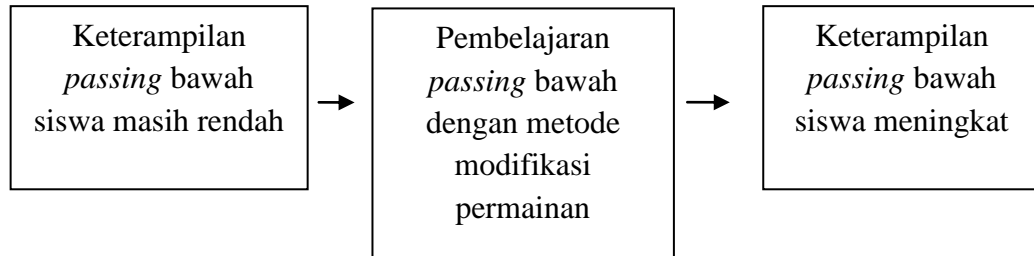 Keterampilan
passing bawah
siswa masih rendah
Pembelajaran
passing bawah
dengan metode
modifikasi
permainan
Keterampilan
passing bawah
siswa meningkat